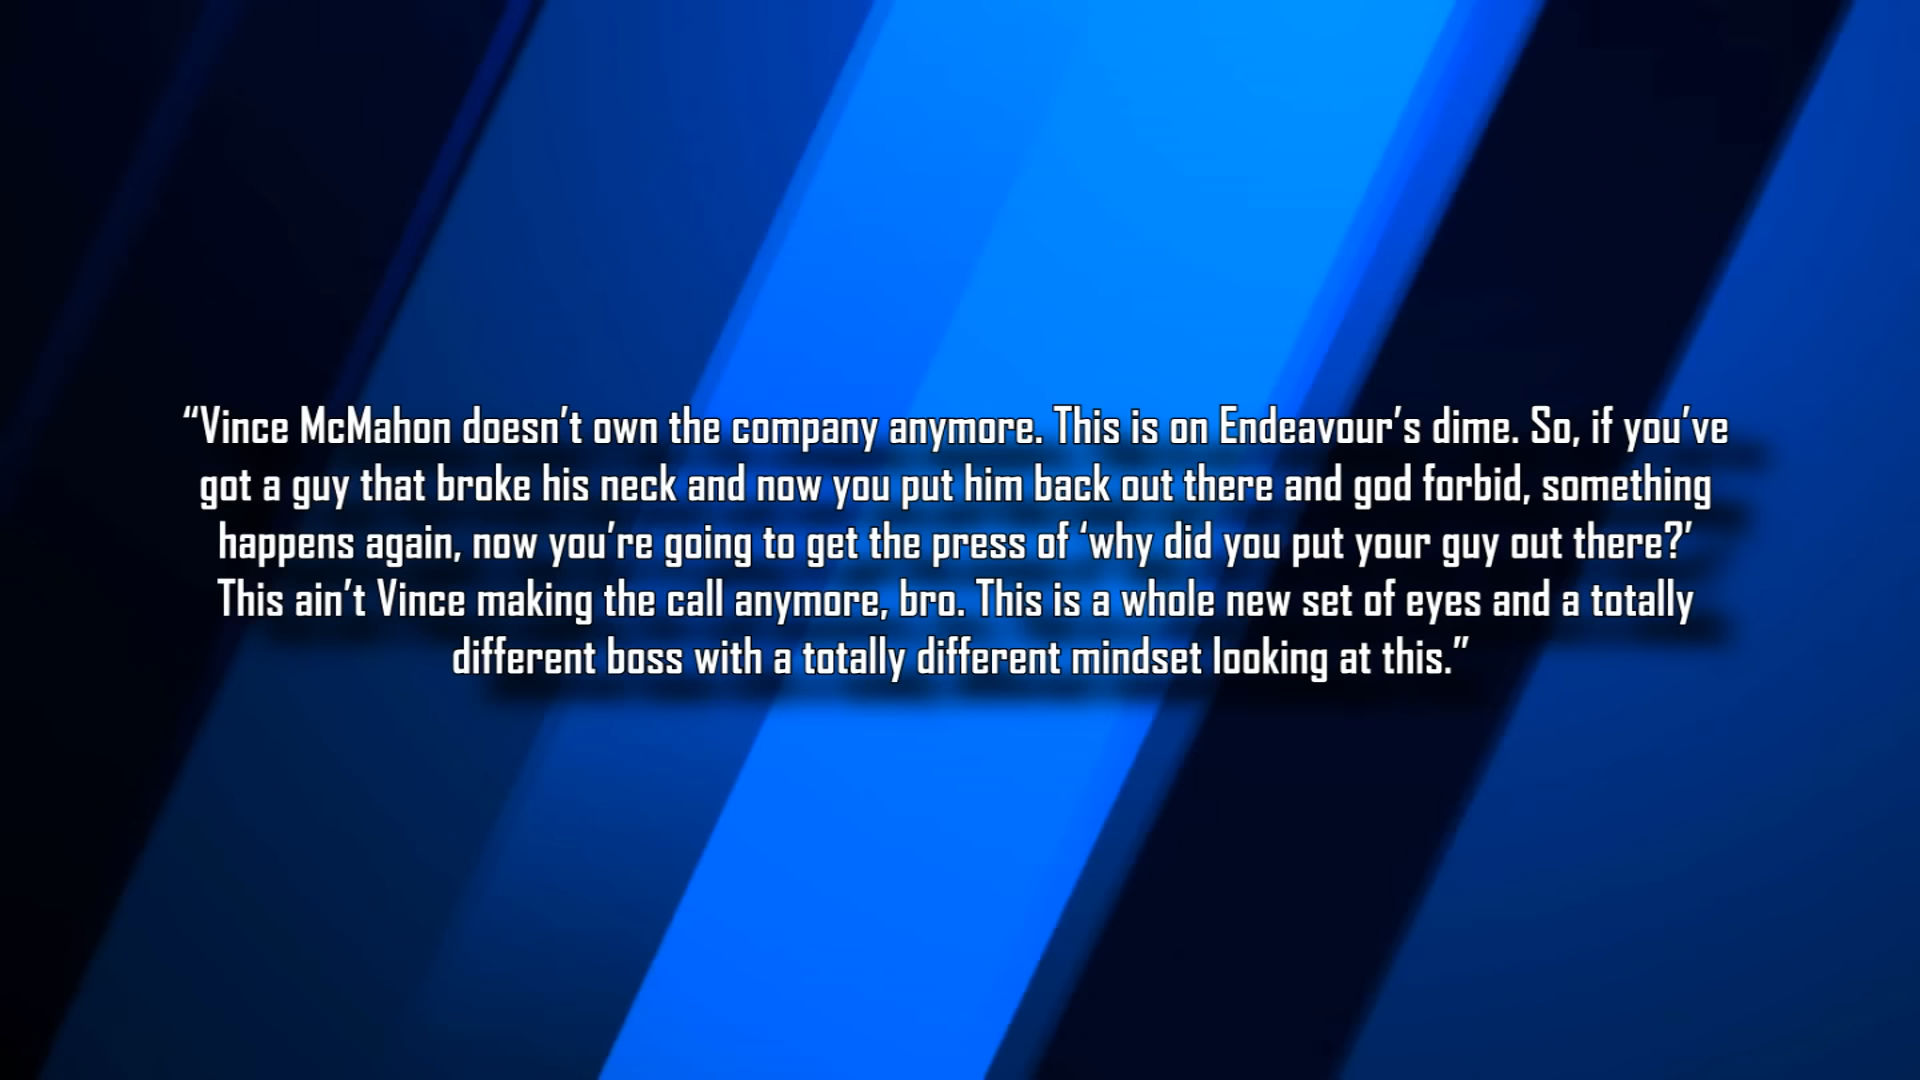 “Vince McMahon doesn’t own the company anymore. This is on Endeavour’s dime. So, if you’ve
got a guy that broke his neck and now you put him back out there and god forbid, something
happens again, now you’re going to get the press of ‘why did you put your guy out there?’
This ain’t Vince making the call anymore, bro. This is a whole new set of eyes and a totally
different boss with a totally different mindset looking at this.”